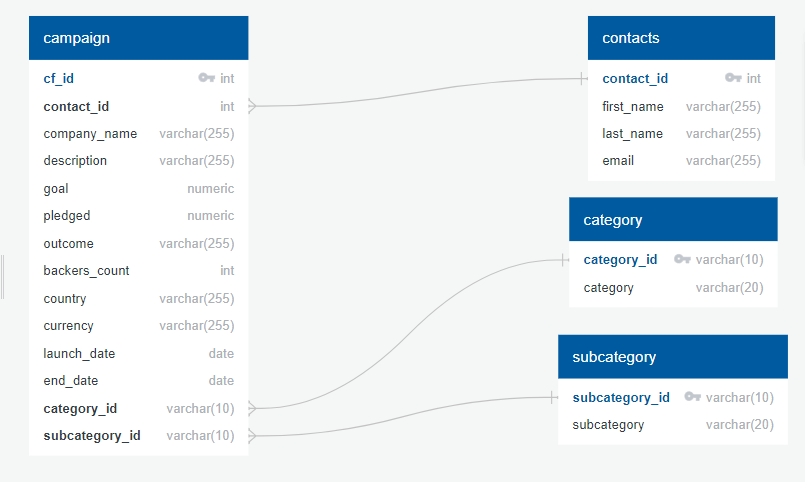 campaign
cf_id int
contact_id int
company_name varchar(255)
description varchar(255)
goal numeric
pledged numeric
outcome varchar(255)
backers_count int
country varchar(255)
currency varchar(255)
launch_date date
end_date date
category_id varchar(10)
subcategory_id varchar(10)
contacts
contact_id int
first_name varchar(255)
last_name varchar(255)
email varchar(255)
category
category_id varchar(10)
category varchar(20)
subcategory
subcategory_id varchar(10)
subcategory varchar(20)